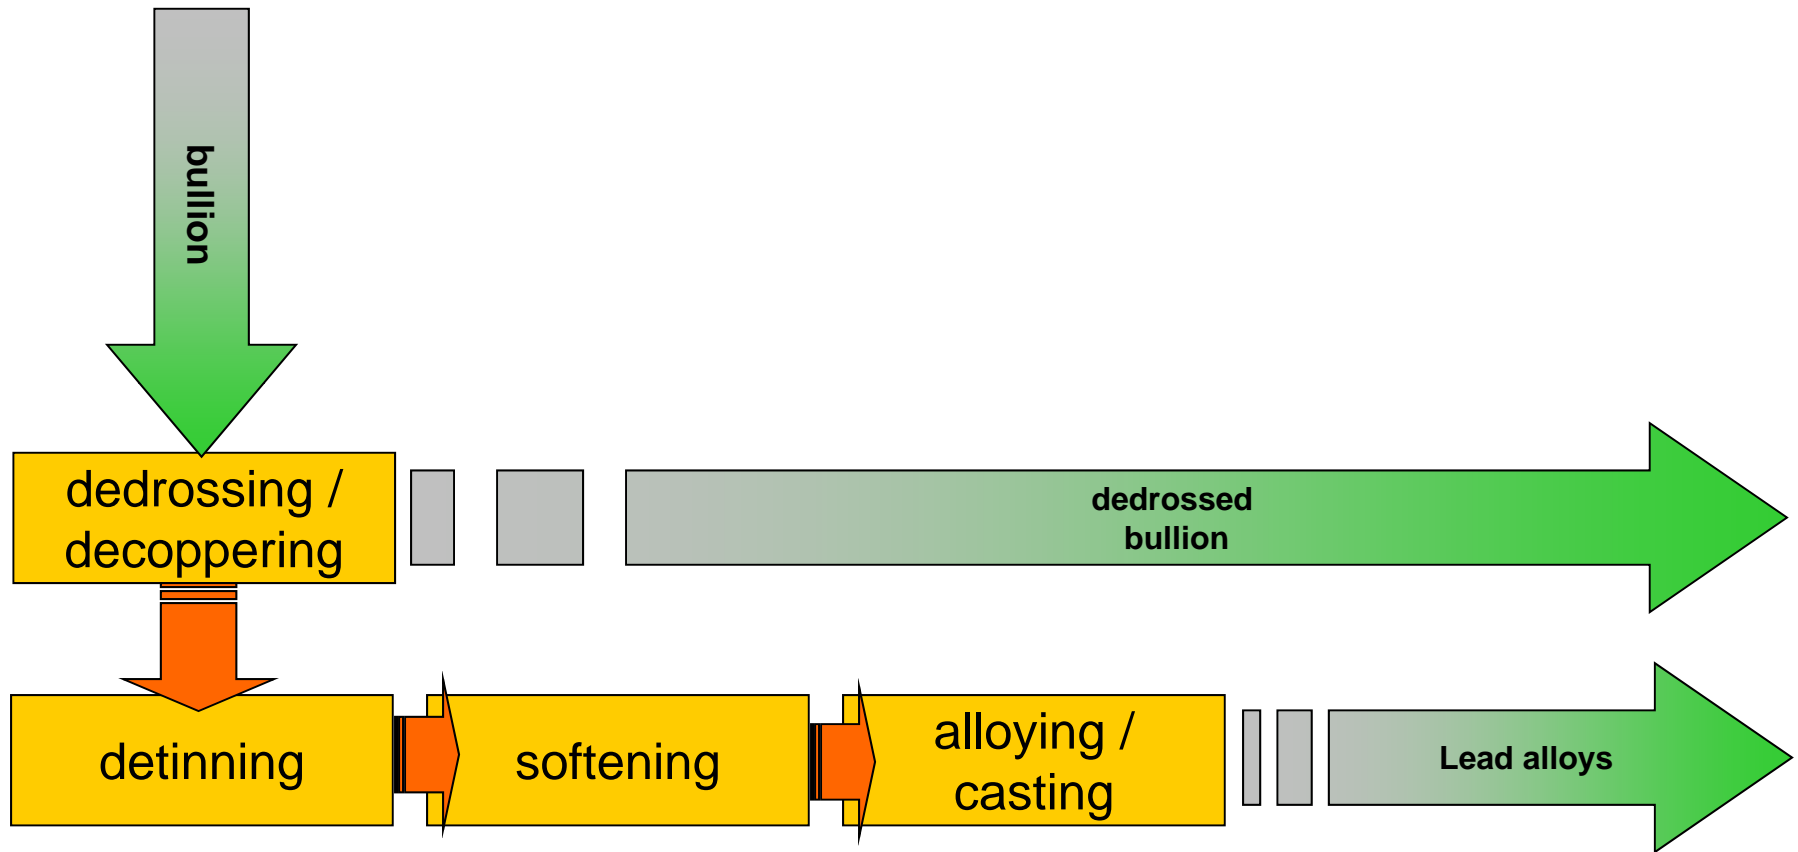 bullion
dedrossing /
decoppering
dedrossed
bullion
detinning
softening
alloying /
casting
Lead alloys